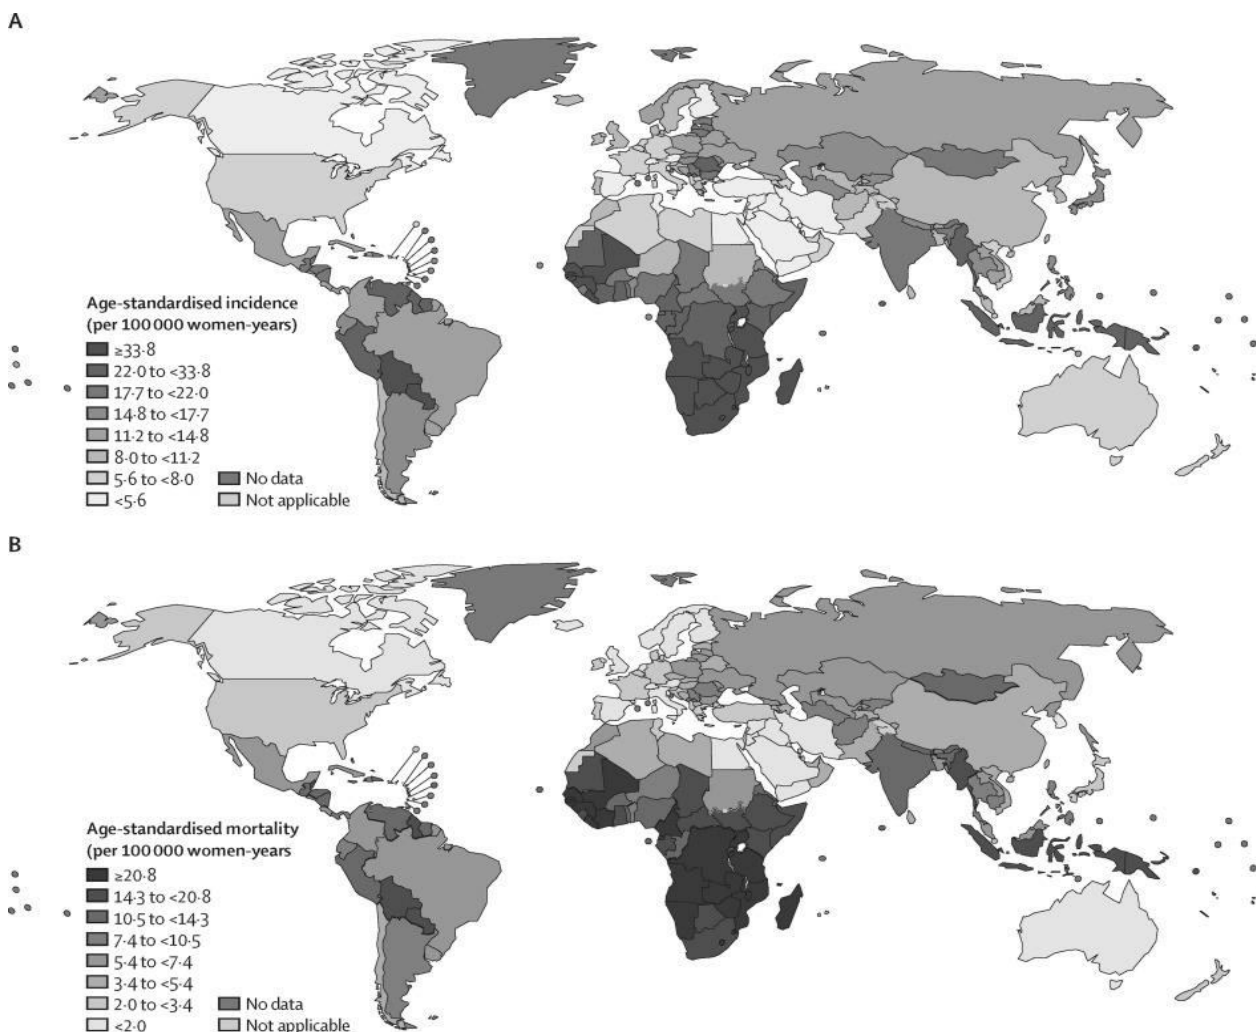 A
Age-standardised incidence
(per 100 000 women-years)
≥33·8
22·0 to <33·8
17·7 to <22·0
14·8 to <17·7
11·2 to <14·8
8·0 to <11·2
5·6 to <8·0
<5·6
No data
Not applicable
B
Age-standardised mortality
(per 100 000 women-years
≥20·8
14·3 to <20·8
10·5 to <14·3
7·4 to <10·5
5·4 to <7·4
3·4 to <5·4
2·0 to <3·4
<2·0
No data
Not applicable